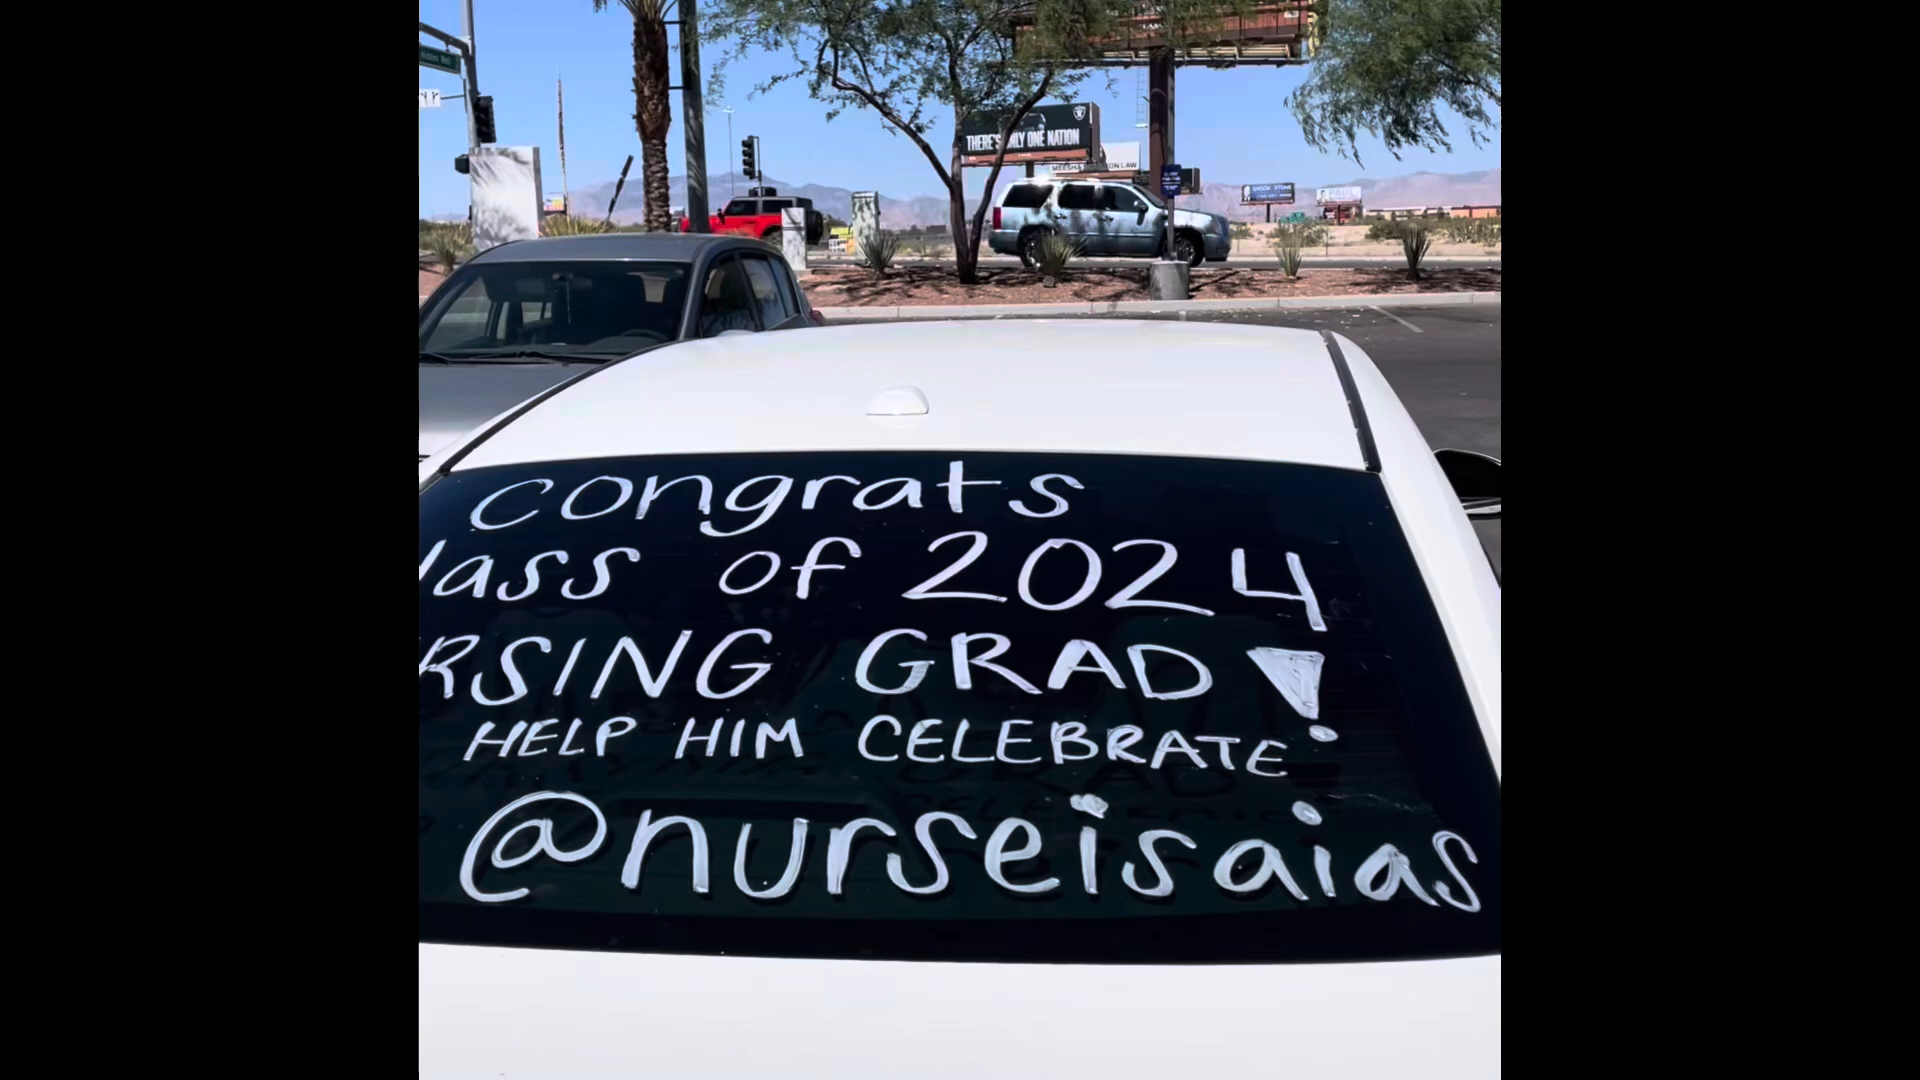 THERE'S ONLY ONE NATION
congrats
lass of 2024
RSING GRAD!
HELP HIM CELEBRATE
@nurseisaias